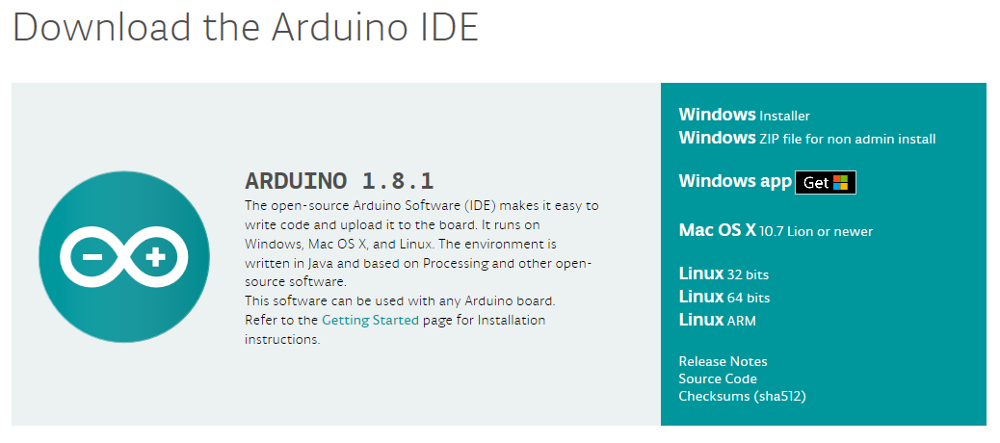 Download the Arduino IDE
ARDUINO 1.8.1
The open-source Arduino Software (IDE) makes it easy to
write code and upload it to the board. It runs on
Windows, Mac OS X, and Linux. The environment is
written in Java and based on Processing and other open-
source software.
This software can be used with any Arduino board.
Refer to the Getting Started page for Installation
instructions.
Windows Installer
Windows ZIP file for non admin install
Windows app Get
Mac OS X 10.7 Lion or newer
Linux 32 bits
Linux 64 bits
Linux ARM
Release Notes
Source Code
Checksums (sha512)